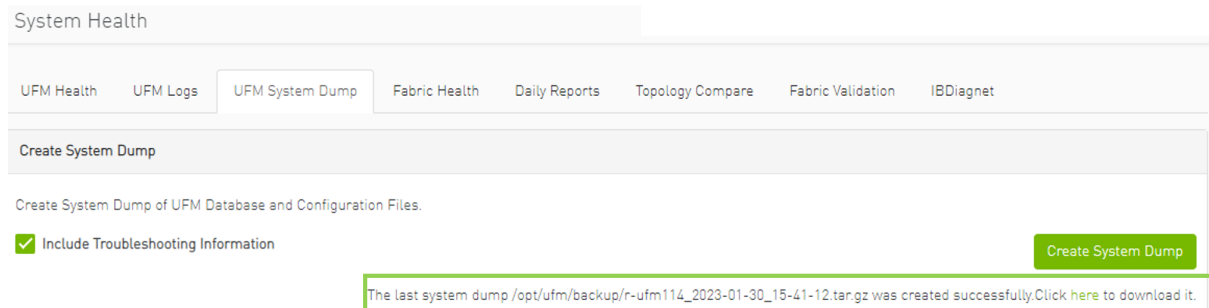 System Health
UFM Health UFM Logs UFM System Dump Fabric Health Daily Reports Topology Compare Fabric Validation IBDiagnet
Create System Dump
Create System Dump of UFM Database and Configuration Files.
Include Troubleshooting Information
Create System Dump
The last system dump /opt/ufm/backup/r-ufm114_2023-01-30_15-41-12.tar.gz was created successfully.Click here to download it.